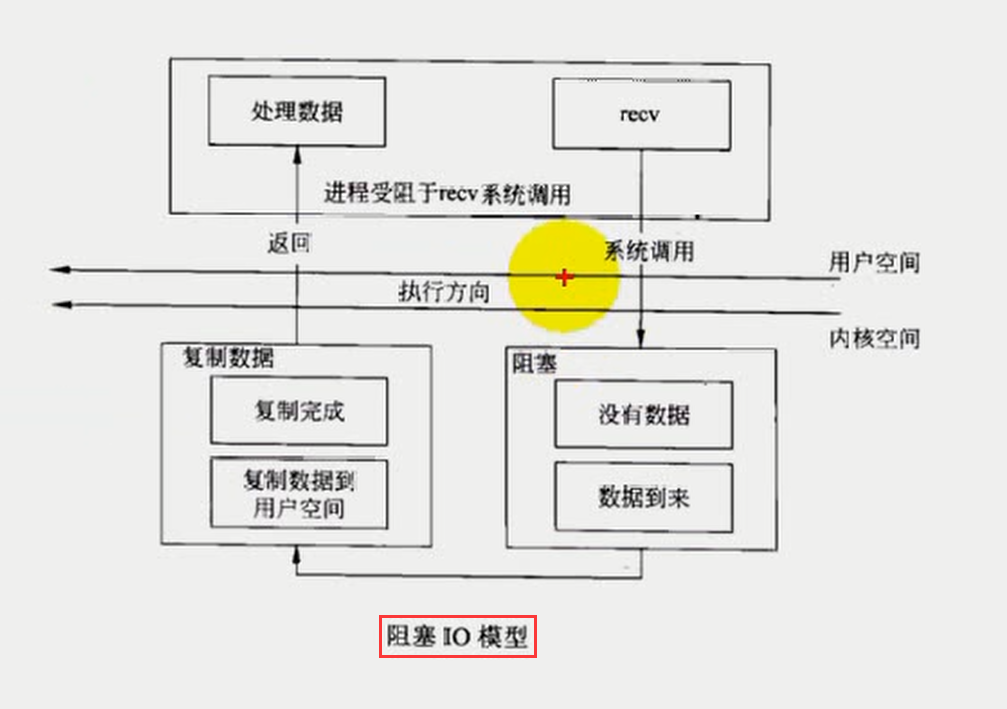 处理数据
recv
进程受阻于recv系统调用
返回
系统调用
用户空间
执行方向
内核空间
复制数据
阻塞
复制完成
没有数据
复制数据到
用户空间
数据到来
阻塞 IO 模型